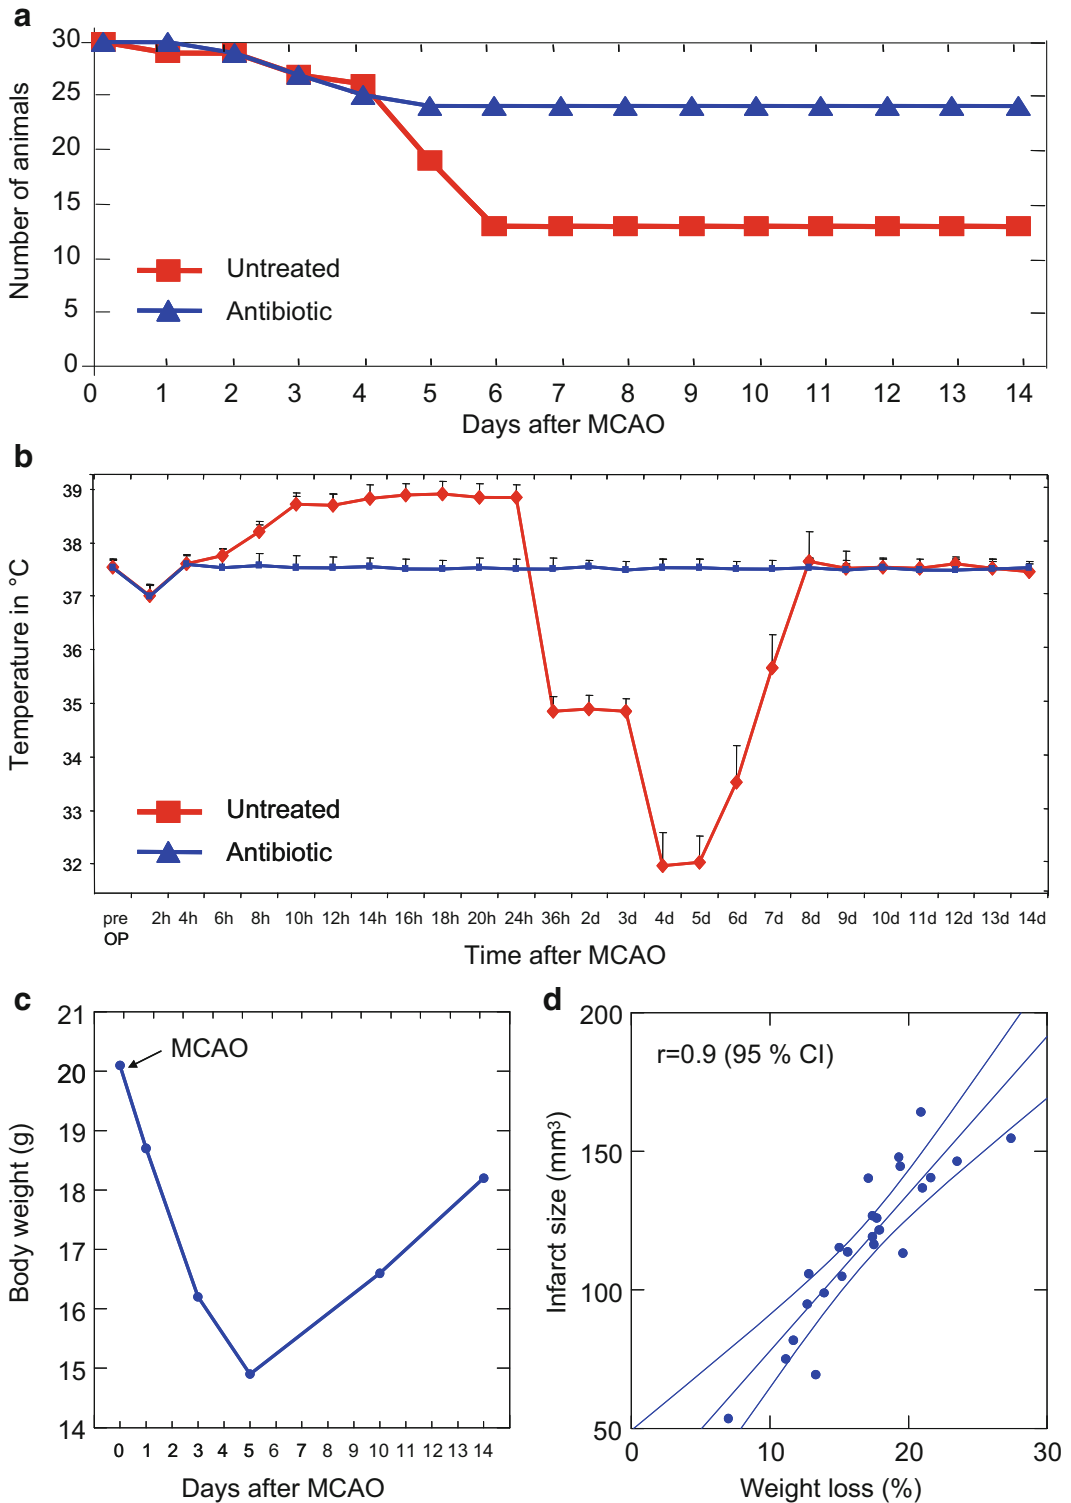 a
Number of animals
30
25
20
15
10
5
0
Untreated
Antibiotic
0 1 2 3 4 5 6 7 8 9 10 11 12 13 14
Days after MCAO
b
Temperature in °C
39
38
37
36
35
34
33
32
Untreated
Antibiotic
pre OP 2h 4h 6h 8h 10h 12h 14h 16h 18h 20h 24h 36h 2d 3d 4d 5d 6d 7d 8d 9d 10d 11d 12d 13d 14d
Time after MCAO
c
Body weight (g)
21
20
19
18
17
16
15
14
MCAO
0 1 2 3 4 5 6 7 8 9 10 11 12 13 14
Days after MCAO
d
Infarct size (mm³)
200
150
100
50
r=0.9 (95 % CI)
0 10 20 30
Weight loss (%)